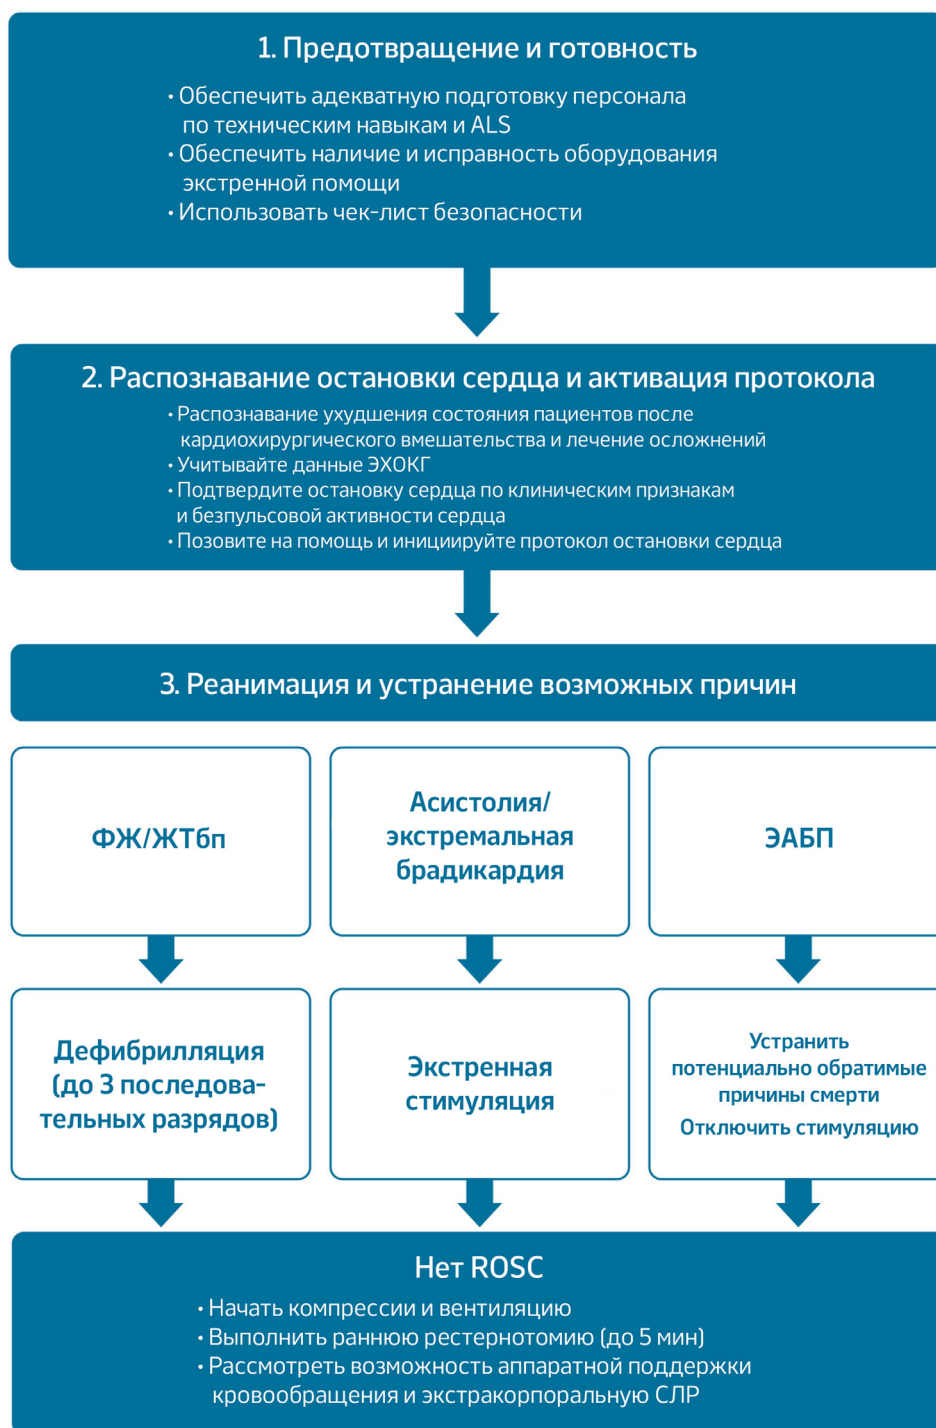 1. Предотвращение и готовность
• Обеспечить адекватную подготовку персонала
по техническим навыкам и ALS
• Обеспечить наличие и исправность оборудования
экстренной помощи
• Использовать чек-лист безопасности
2. Распознавание остановки сердца и активация протокола
• Распознавание ухудшения состояния пациентов после
кардиохирургического вмешательства и лечение осложнений
• Учитывайте данные ЭХОКГ
• Подтвердите остановку сердца по клиническим признакам
и безпульсовой активности сердца
• Позовите на помощь и инициируйте протокол остановки сердца
3. Реанимация и устранение возможных причин
ФЖ/ЖТбп
Асистолия/
экстремальная
брадикардия
ЭАБП
Дефибрилляция
(до 3 последова-
тельных разрядов)
Экстренная
стимуляция
Устранить
потенциально обратимые
причины смерти
Отключить стимуляцию
Нет ROSC
• Начать компрессии и вентиляцию
• Выполнить раннюю рестернотомию (до 5 мин)
• Рассмотреть возможность аппаратной поддержки
кровообращения и экстракорпоральную СЛР